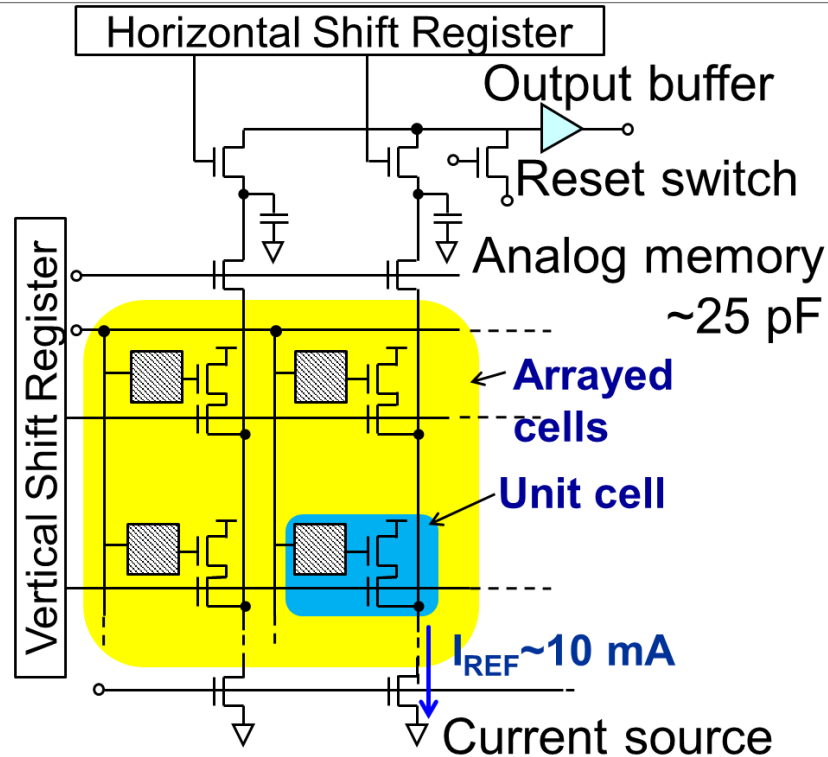 Horizontal Shift Register
Output buffer
Reset switch
Vertical Shift Register
Analog memory
~25 pF
Arrayed
cells
Unit cell
I_REF~10 mA
Current source